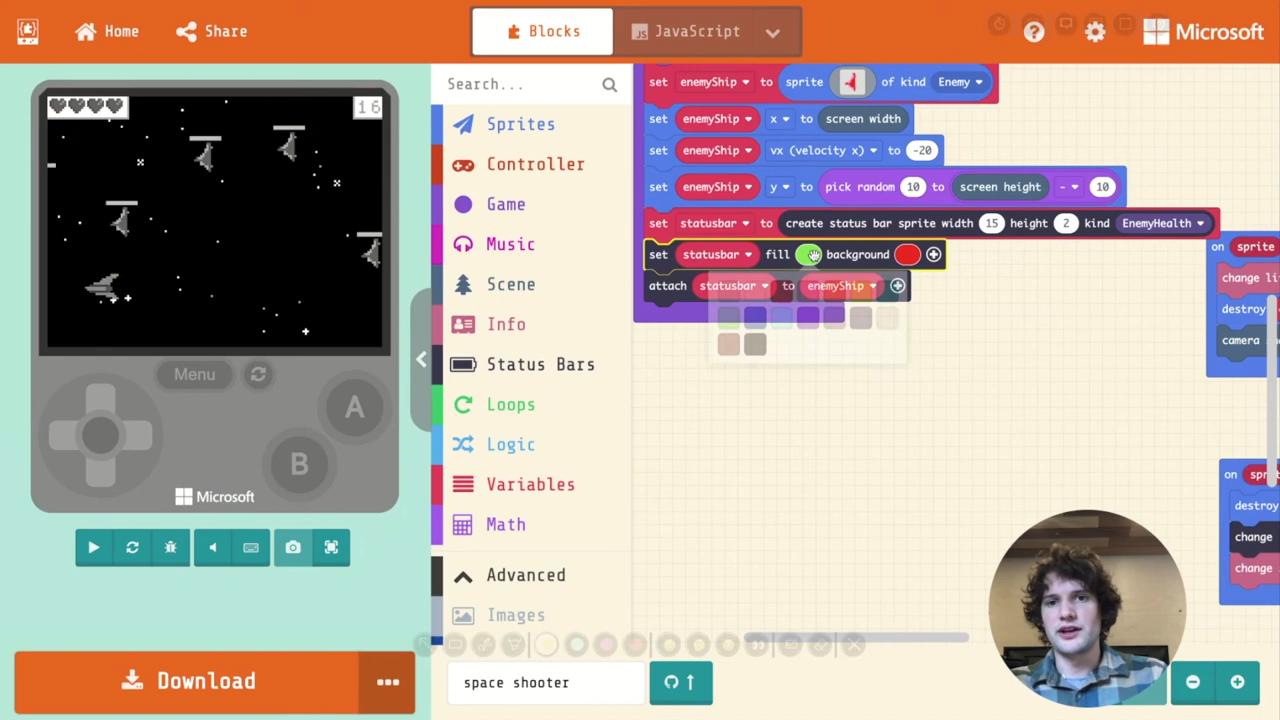 Home
Share
Blocks
JavaScript
Microsoft
16
Menu
A
B
Microsoft
Download
Search...
Sprites
Controller
Game
Music
Scene
Info
Status Bars
Loops
Logic
Variables
Math
Advanced
Images
set enemyShip to sprite of kind Enemy
set enemyShip x to screen width
set enemyShip vx (velocity x) to -20
set enemyShip y to pick random 10 to screen height - 10
set statusbar to create status bar sprite width 15 height 2 kind EnemyHealth
set statusbar fill background
attach statusbar to enemyShip
on sprite
change
destroy
camera
on
destroy
change
change
space shooter